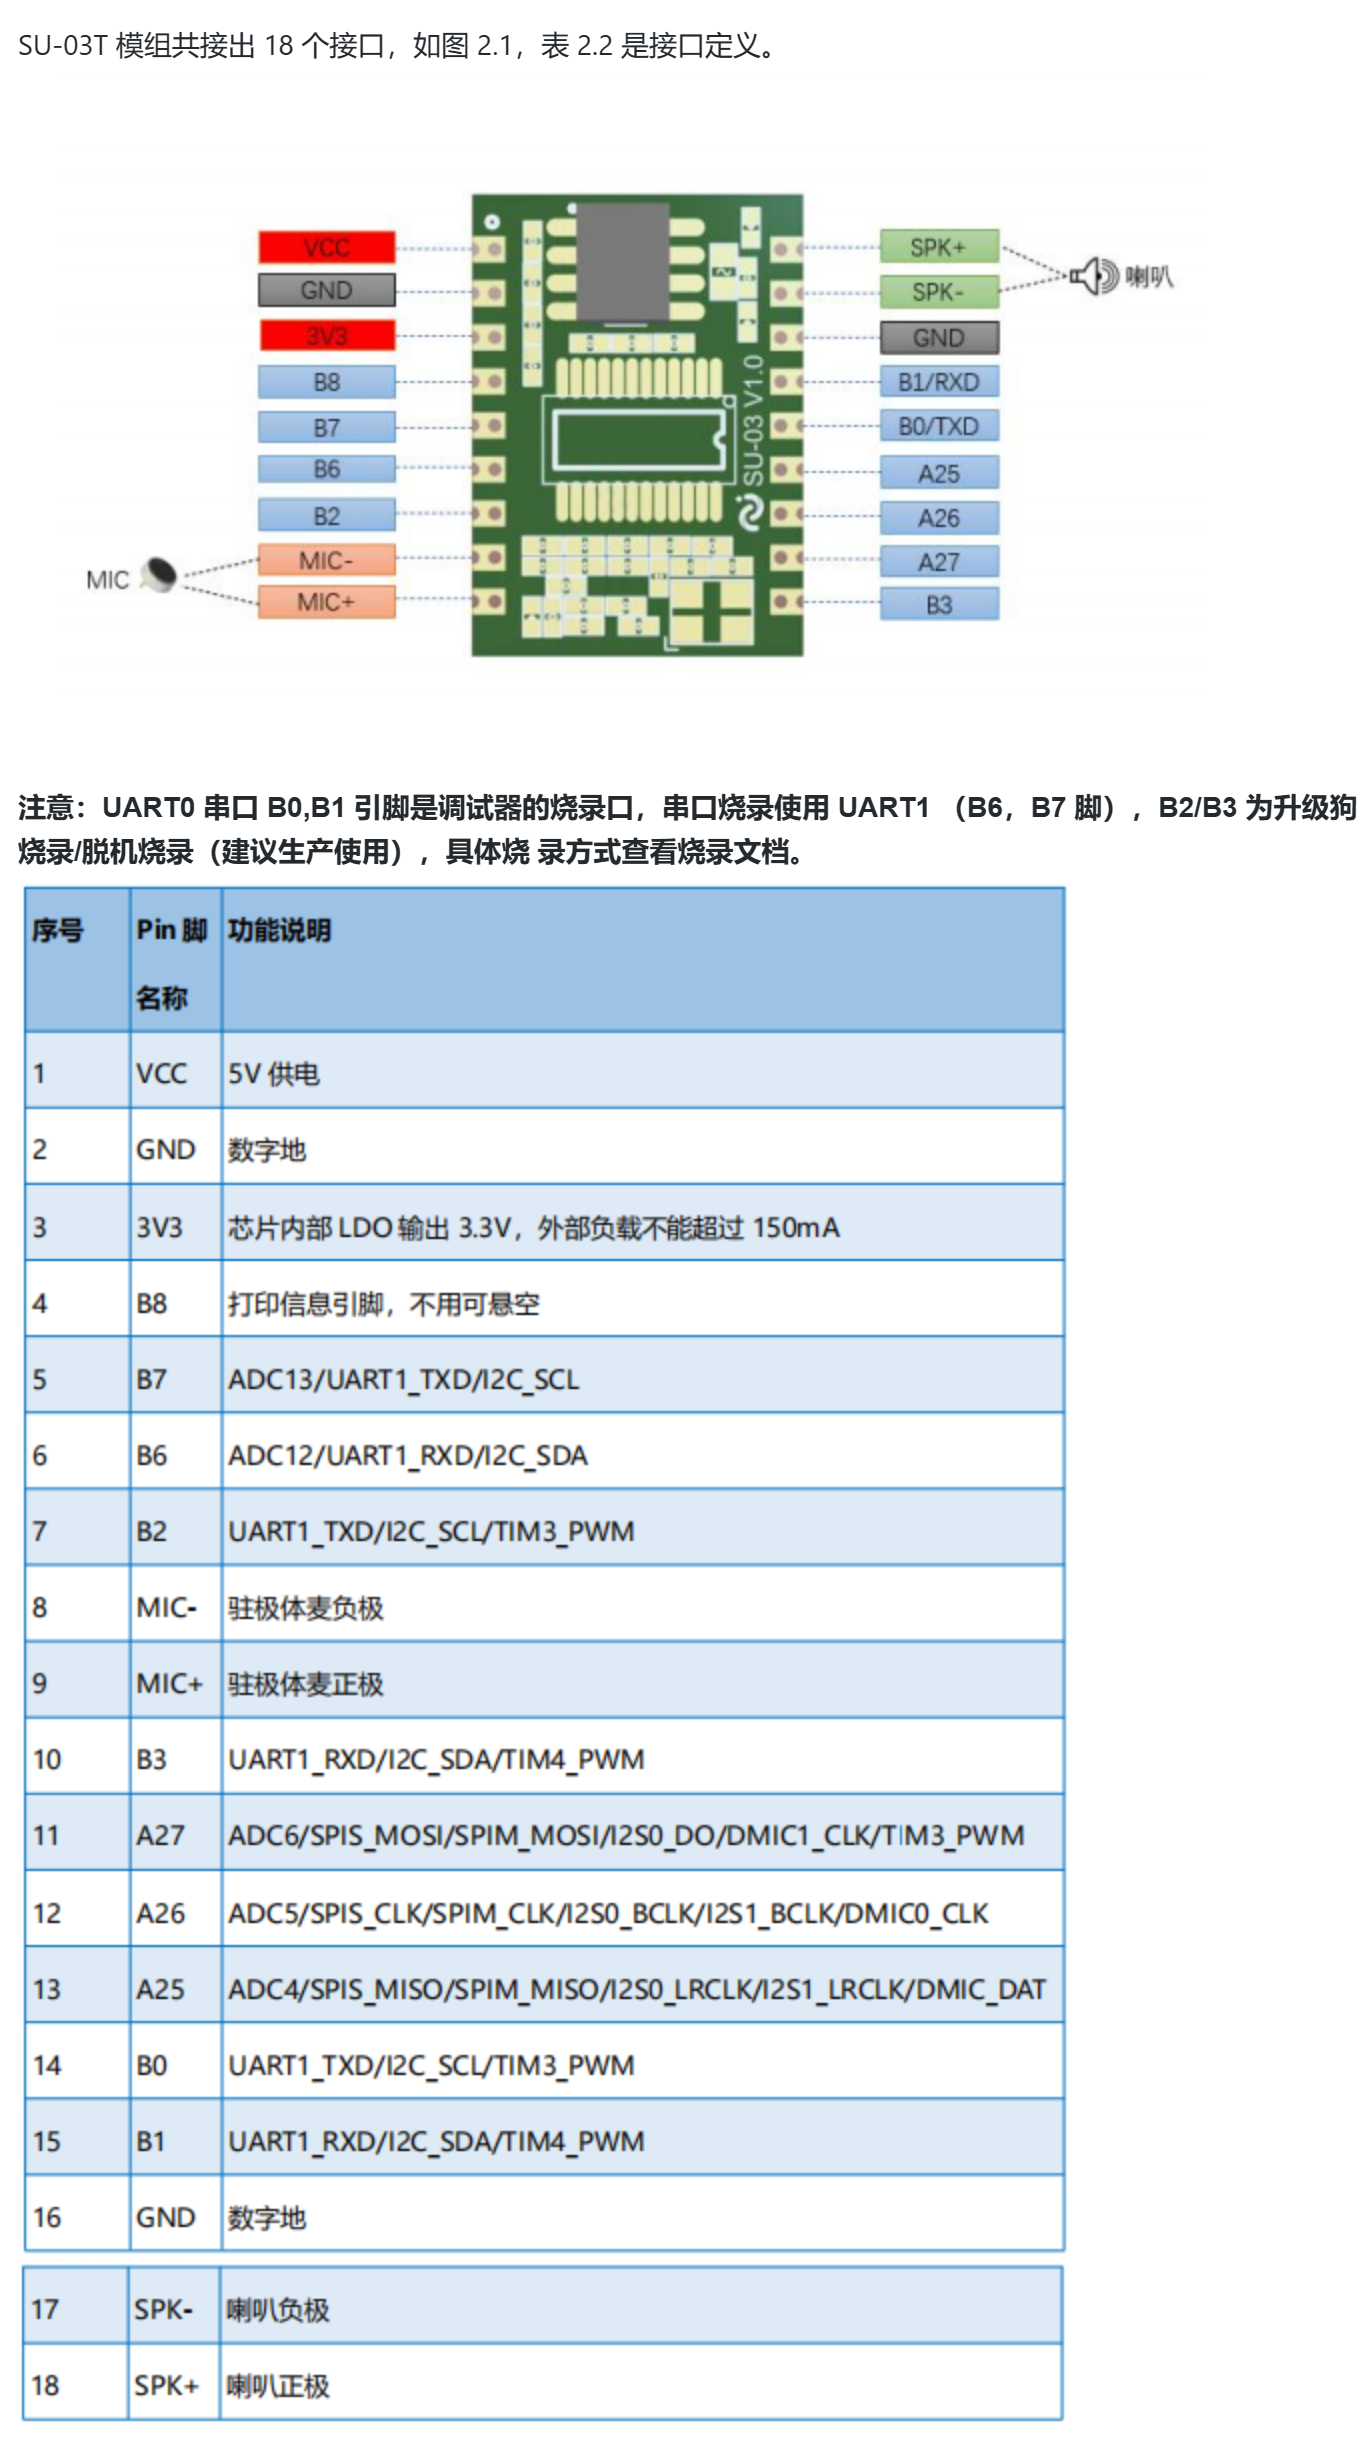 SU-03T 模组共接出 18 个接口，如图 2.1，表 2.2 是接口定义。
VCC
GND
3V3
B8
B7
B6
B2
MIC-
MIC+
MIC
SU-03 V1.0
SPK+
SPK-
喇叭
GND
B1/RXD
B0/TXD
A25
A26
A27
B3
注意：UART0 串口 B0,B1 引脚是调试器的烧录口，串口烧录使用 UART1 （B6，B7 脚），B2/B3 为升级狗
烧录/脱机烧录（建议生产使用），具体烧 录方式查看烧录文档。
序号 Pin 脚 功能说明
名称
1 VCC 5V 供电
2 GND 数字地
3 3V3 芯片内部 LDO 输出 3.3V，外部负载不能超过 150mA
4 B8 打印信息引脚，不用可悬空
5 B7 ADC13/UART1_TXD/I2C_SCL
6 B6 ADC12/UART1_RXD/I2C_SDA
7 B2 UART1_TXD/I2C_SCL/TIM3_PWM
8 MIC- 驻极体麦负极
9 MIC+ 驻极体麦正极
10 B3 UART1_RXD/I2C_SDA/TIM4_PWM
11 A27 ADC6/SPIS_MOSI/SPIM_MOSI/I2S0_DO/DMIC1_CLK/TIM3_PWM
12 A26 ADC5/SPIS_CLK/SPIM_CLK/I2S0_BCLK/I2S1_BCLK/DMIC0_CLK
13 A25 ADC4/SPIS_MISO/SPIM_MISO/I2S0_LRCLK/I2S1_LRCLK/DMIC_DAT
14 B0 UART1_TXD/I2C_SCL/TIM3_PWM
15 B1 UART1_RXD/I2C_SDA/TIM4_PWM
16 GND 数字地
17 SPK- 喇叭负极
18 SPK+ 喇叭正极